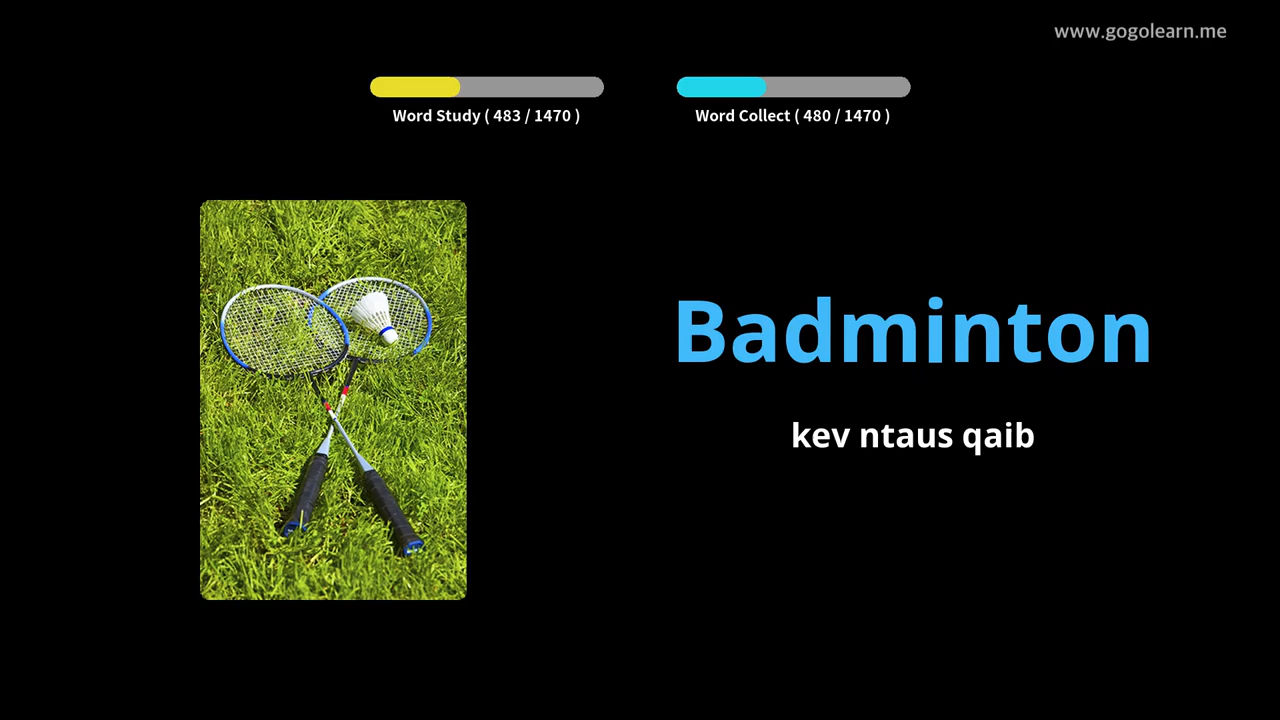 www.gogolearn.me
Word Study ( 483 / 1470 )
Word Collect ( 480 / 1470 )
Badminton
kev ntaus qaib